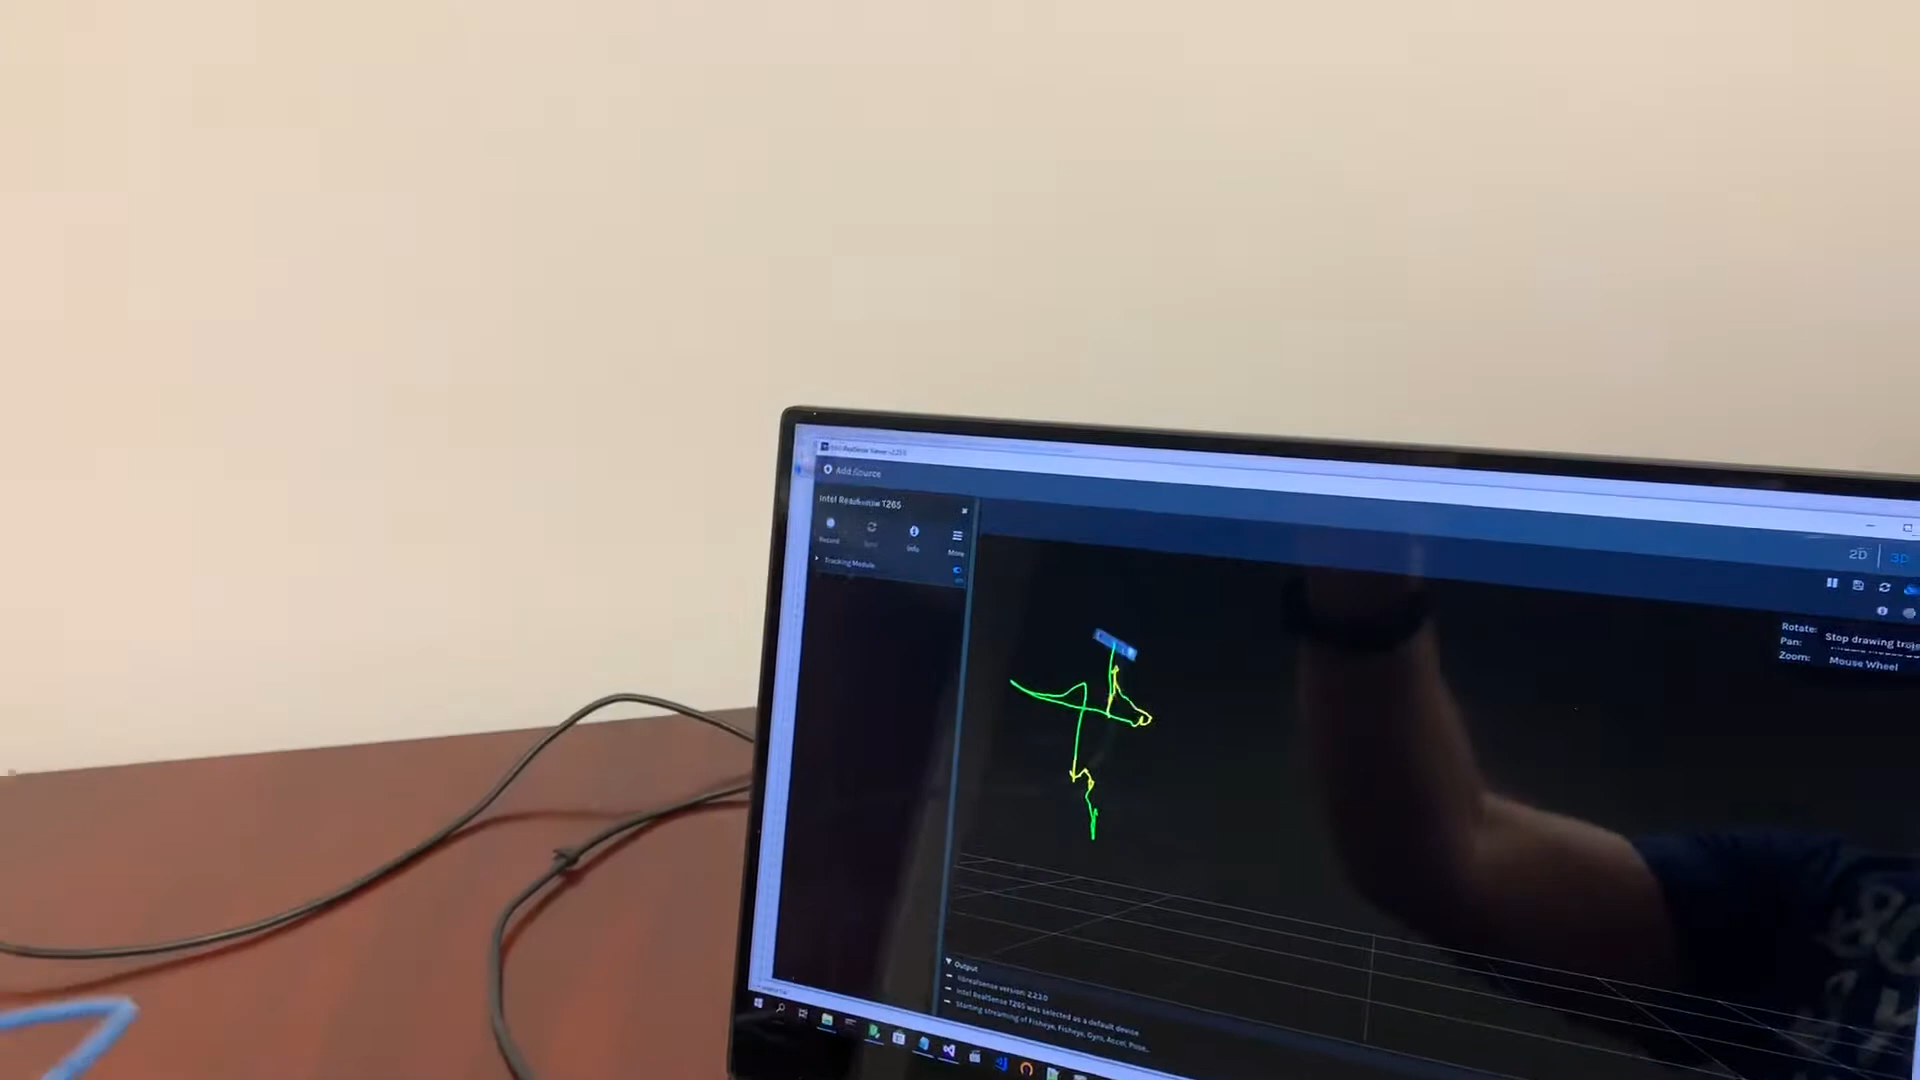 Add Source
Intel RealSense T265
Record
Sync
Info
More
Tracking Module
2D | 3D
Rotate:
Stop drawing traje
Pan:
Zoom:
Mouse Wheel
Output
librealsense version: 2.23.0
Intel RealSense T265 was selected as a default device
Starting streaming of Fisheye, Fisheye, Gyro, Accel, Pose...